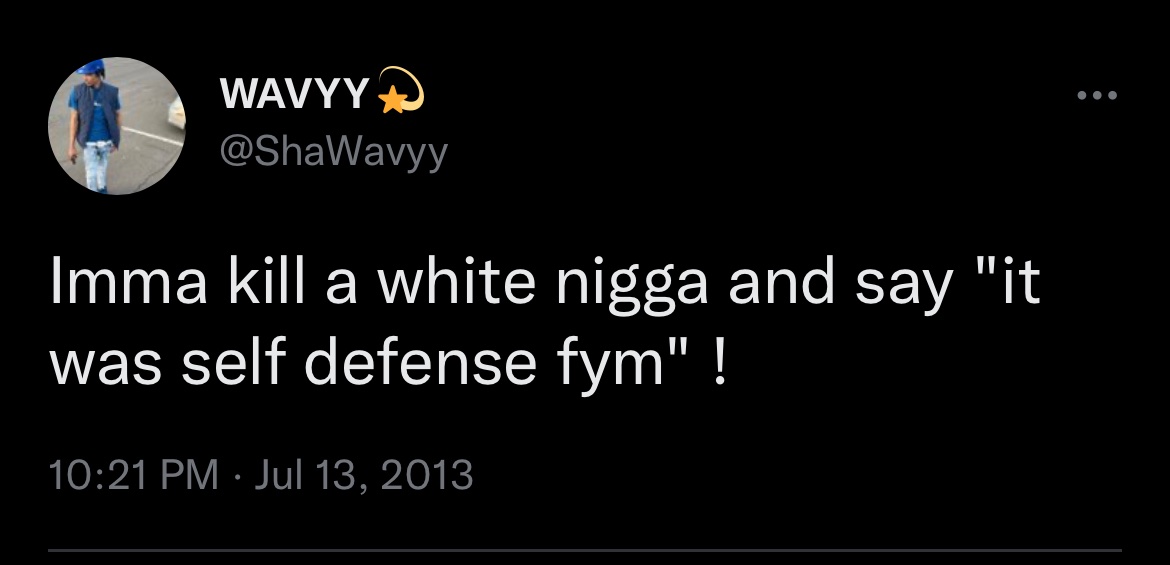 WAVYY💫
@ShaWavyy
Imma kill a white nigga and say "it
was self defense fym" !
10:21 PM · Jul 13, 2013